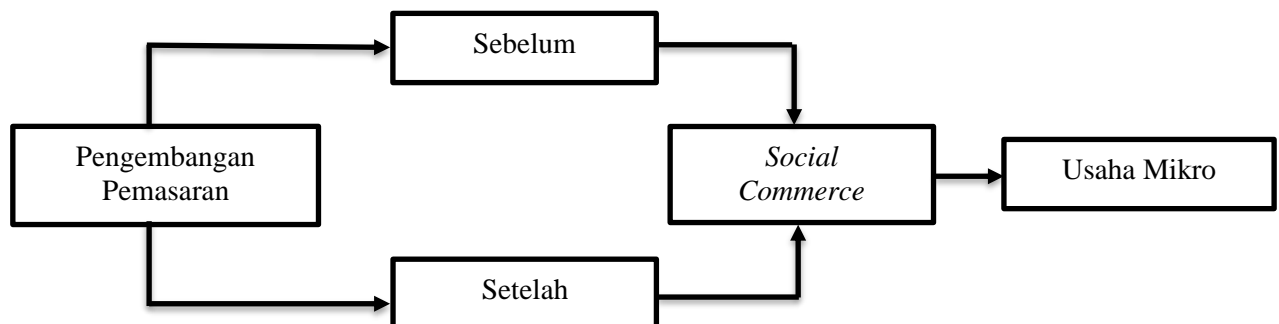 Sebelum
Pengembangan
Pemasaran
Social
Commerce
Usaha Mikro
Setelah